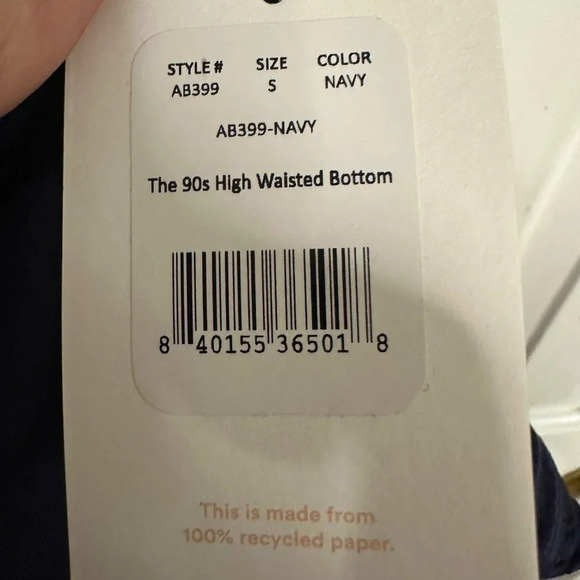 STYLE # SIZE COLOR
AB399 S NAVY
AB399-NAVY
The 90s High Waisted Bottom
8 40155 36501 8
This is made from
100% recycled paper.